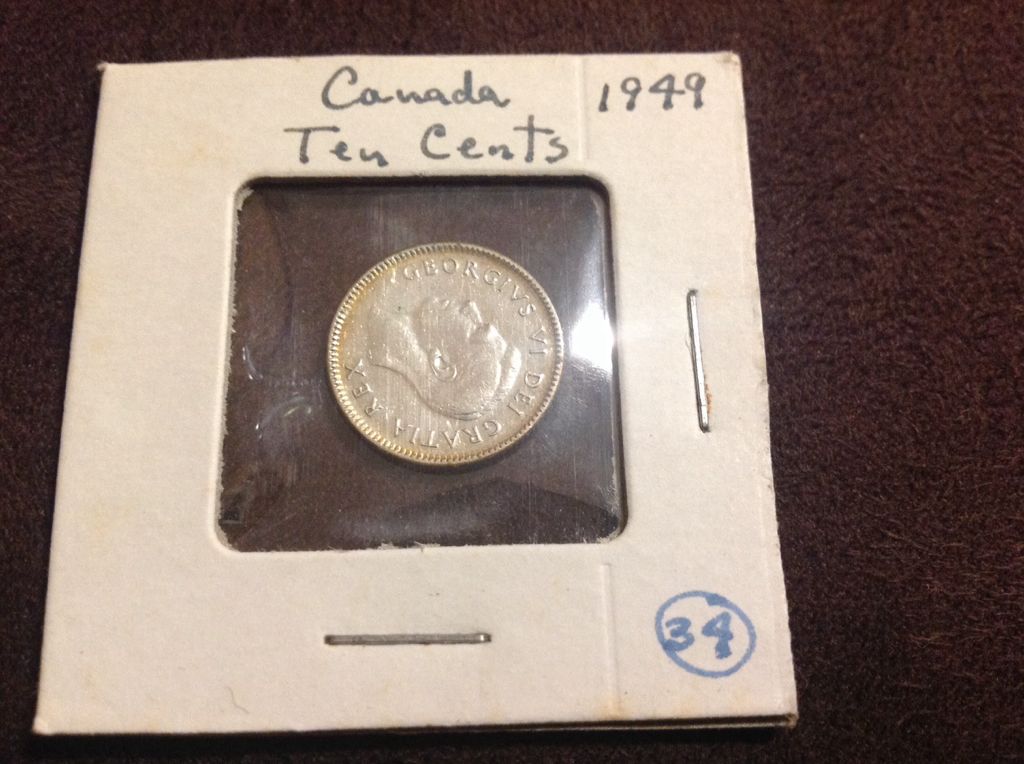 Canada 1949
Ten Cents
GEORGIVS VI DEI GRATIA REX
34